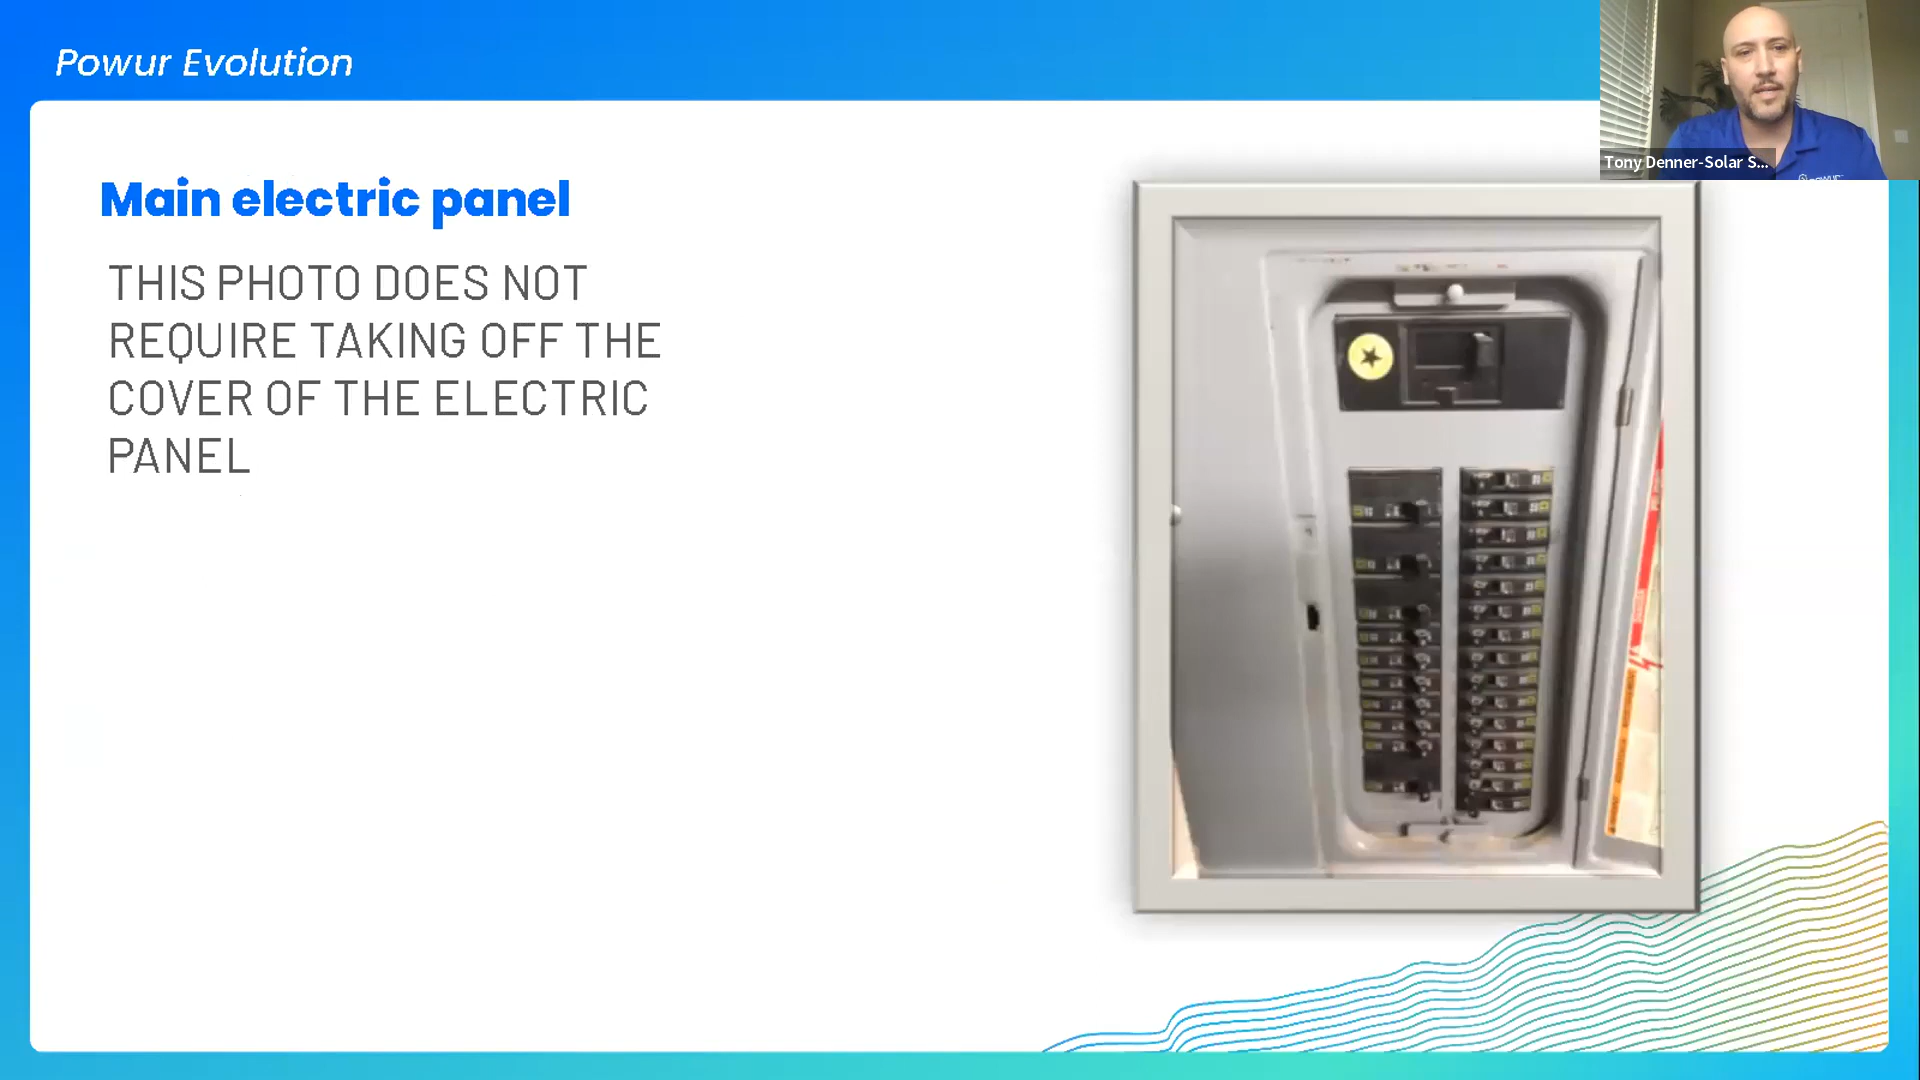 Powur Evolution
Tony Denner-Solar S...
Main electric panel
THIS PHOTO DOES NOT
REQUIRE TAKING OFF THE
COVER OF THE ELECTRIC
PANEL